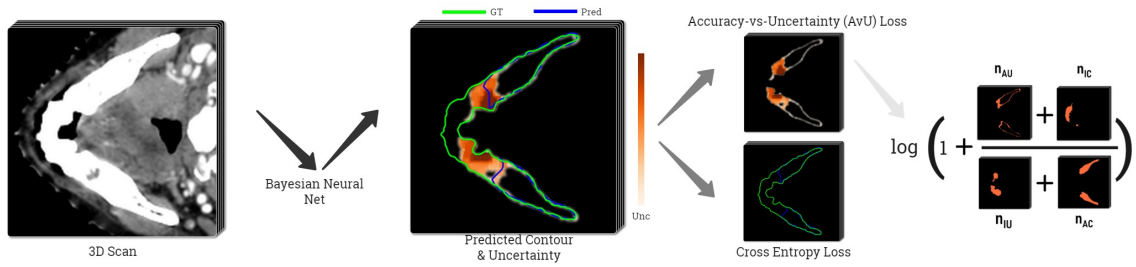 GT
Pred
Accuracy-vs-Uncertainty (AvU) Loss
n_AU
n_IC
log ( 1 + + + )
n_IU
n_AC
Bayesian Neural
Net
Unc
3D Scan
Predicted Contour
& Uncertainty
Cross Entropy Loss